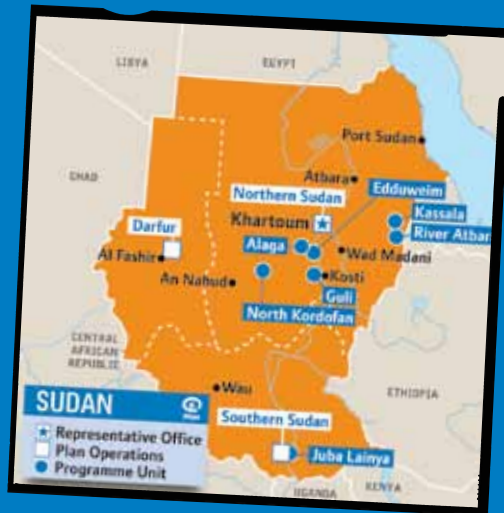 LIBYA
EGYPT
Port Sudan
CHAD
Atbara
Edduweim
Northern Sudan
Kassala
Khartoum
River Atbar
Darfur
Alaga
Wad Madani
Al Fashir
Kosti
An Nahud
Guli
North Kordofan
CENTRAL
AFRICAN
REPUBLIC
ETHIOPIA
Wau
SUDAN
Southern Sudan
Representative Office
Plan Operations
Juba Lainya
Programme Unit
UGANDA
KENYA